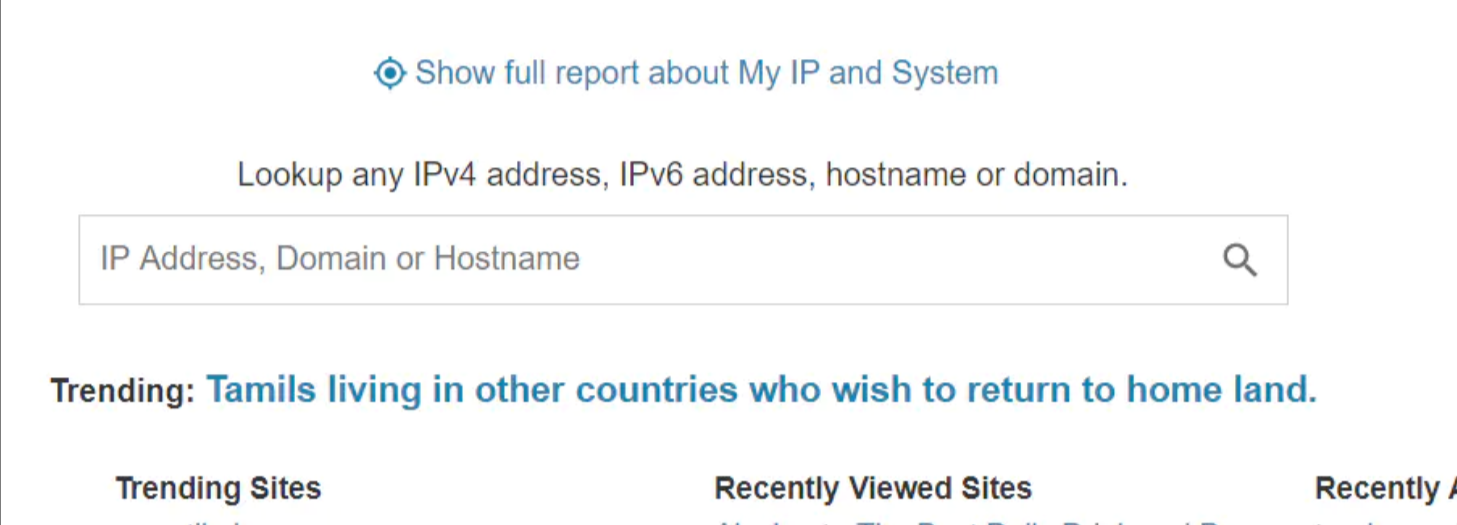 Show full report about My IP and System
Lookup any IPv4 address, IPv6 address, hostname or domain.
IP Address, Domain or Hostname
Trending: Tamils living in other countries who wish to return to home land.
Trending Sites Recently Viewed Sites Recently